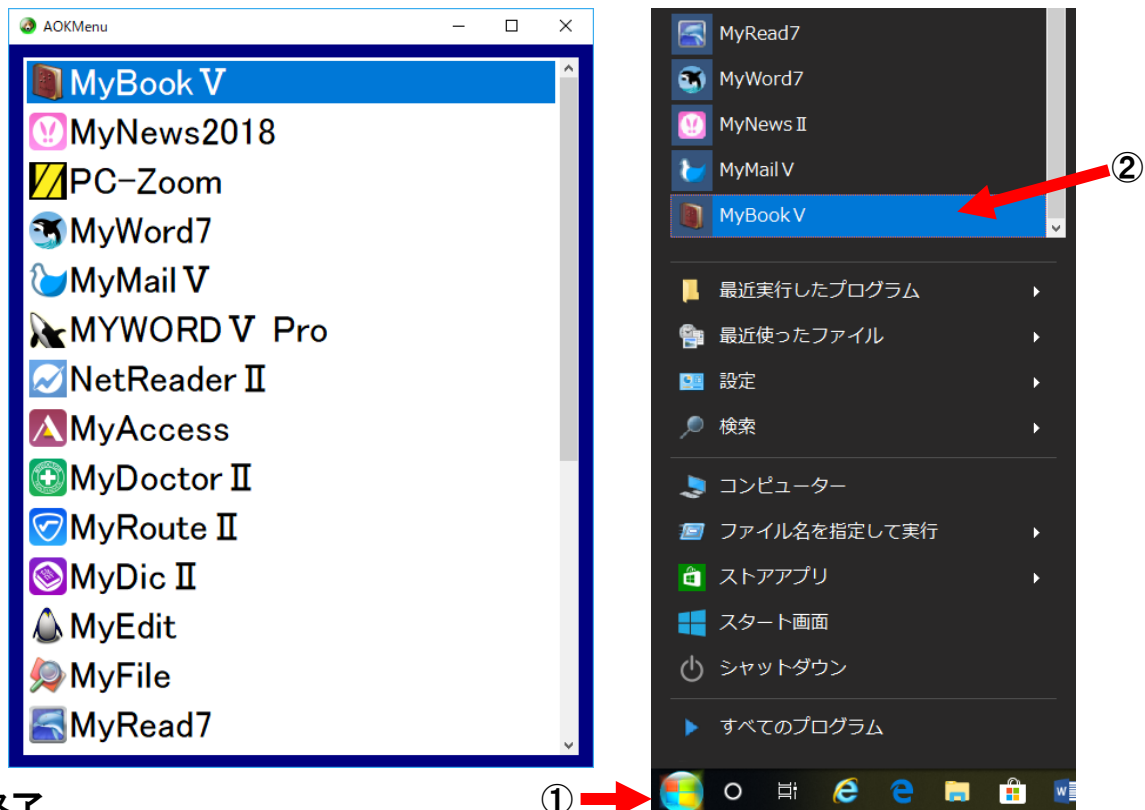 AOKMenu
MyBookⅤ
MyNews2018
PC-Zoom
MyWord7
MyMailⅤ
MYWORDⅤ Pro
NetReaderⅡ
MyAccess
MyDoctorⅡ
MyRouteⅡ
MyDicⅡ
MyEdit
MyFile
MyRead7
MyRead7
MyWord7
MyNewsⅡ
MyMailⅤ
②
MyBookⅤ
最近実行したプログラム
最近使ったファイル
設定
検索
コンピューター
ファイル名を指定して実行
ストアアプリ
スタート画面
シャットダウン
すべてのプログラム
①